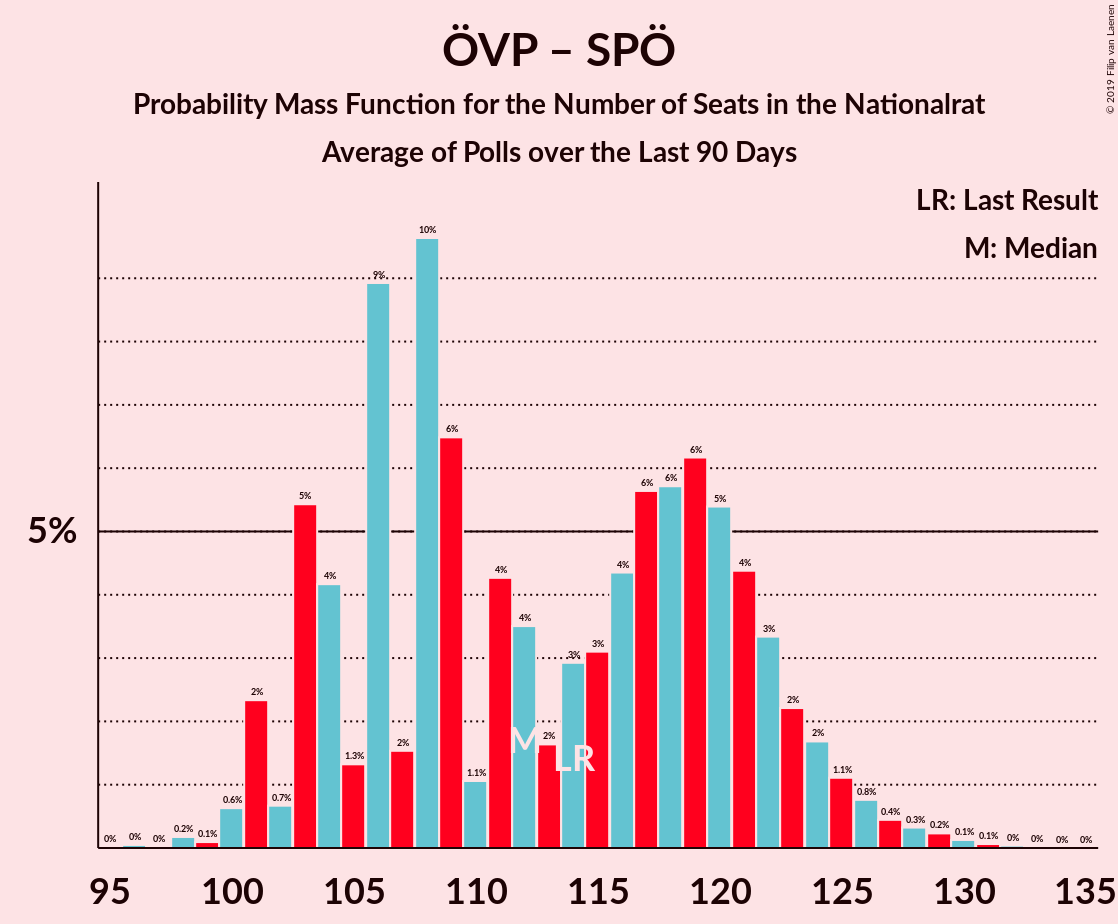 ÖVP – SPÖ
Probability Mass Function for the Number of Seats in the Nationalrat
Average of Polls over the Last 90 Days
© 2019 Filip van Laenen
LR: Last Result
M: Median
5%
0% 0% 0% 0.2% 0.1% 0.6% 2% 0.7% 5% 4% 1.3% 9% 2% 10% 6% 1.1% 4% 4% 2% 3% 3% 4% 6% 6% 6% 5% 4% 3% 2% 2% 1.1% 0.8% 0.4% 0.3% 0.2% 0.1% 0.1% 0% 0% 0% 0%
M LR
95 100 105 110 115 120 125 130 135